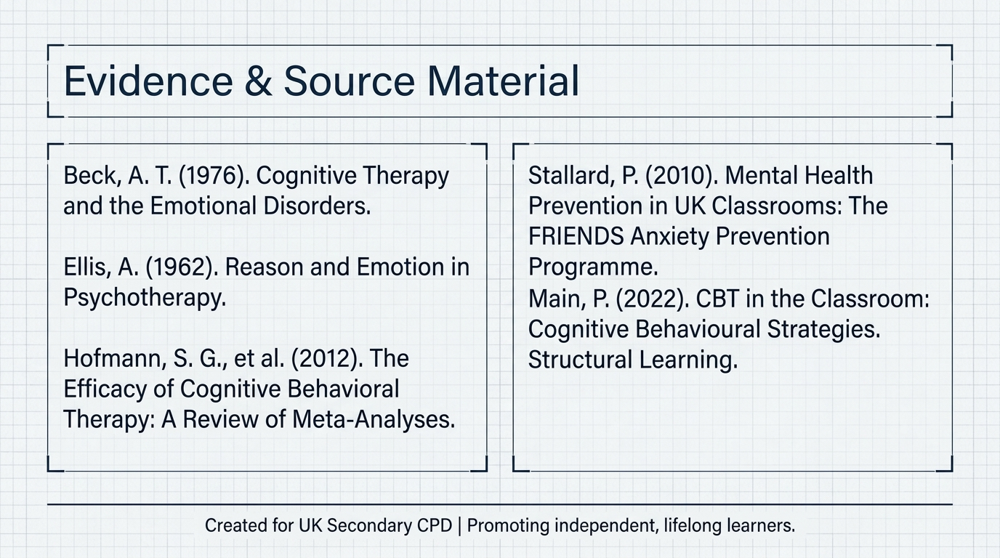 Evidence & Source Material
Beck, A. T. (1976). Cognitive Therapy
and the Emotional Disorders.
Ellis, A. (1962). Reason and Emotion in
Psychotherapy.
Hofmann, S. G., et al. (2012). The
Efficacy of Cognitive Behavioral
Therapy: A Review of Meta-Analyses.
Stallard, P. (2010). Mental Health
Prevention in UK Classrooms: The
FRIENDS Anxiety Prevention
Programme.
Main, P. (2022). CBT in the Classroom:
Cognitive Behavioural Strategies.
Structural Learning.
Created for UK Secondary CPD | Promoting independent, lifelong learners.